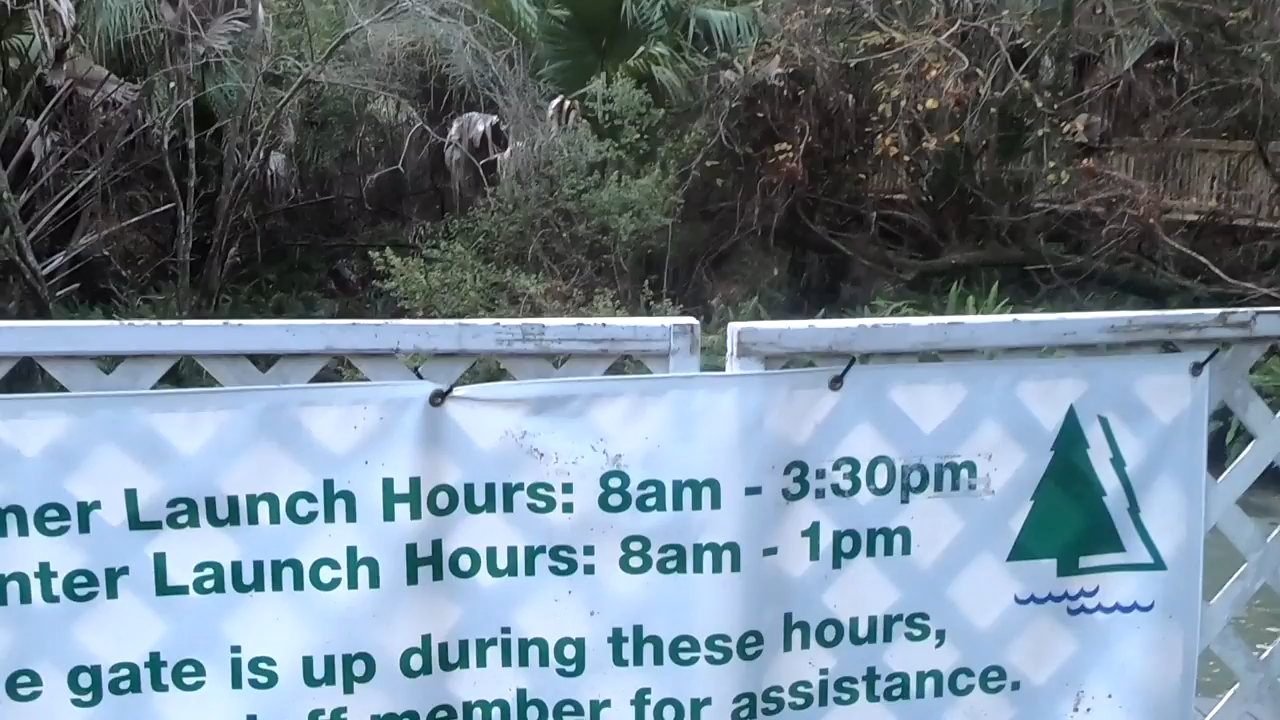 ner Launch Hours: 8am - 3:30pm
nter Launch Hours: 8am - 1pm
e gate is up during these hours,
member for assistance.